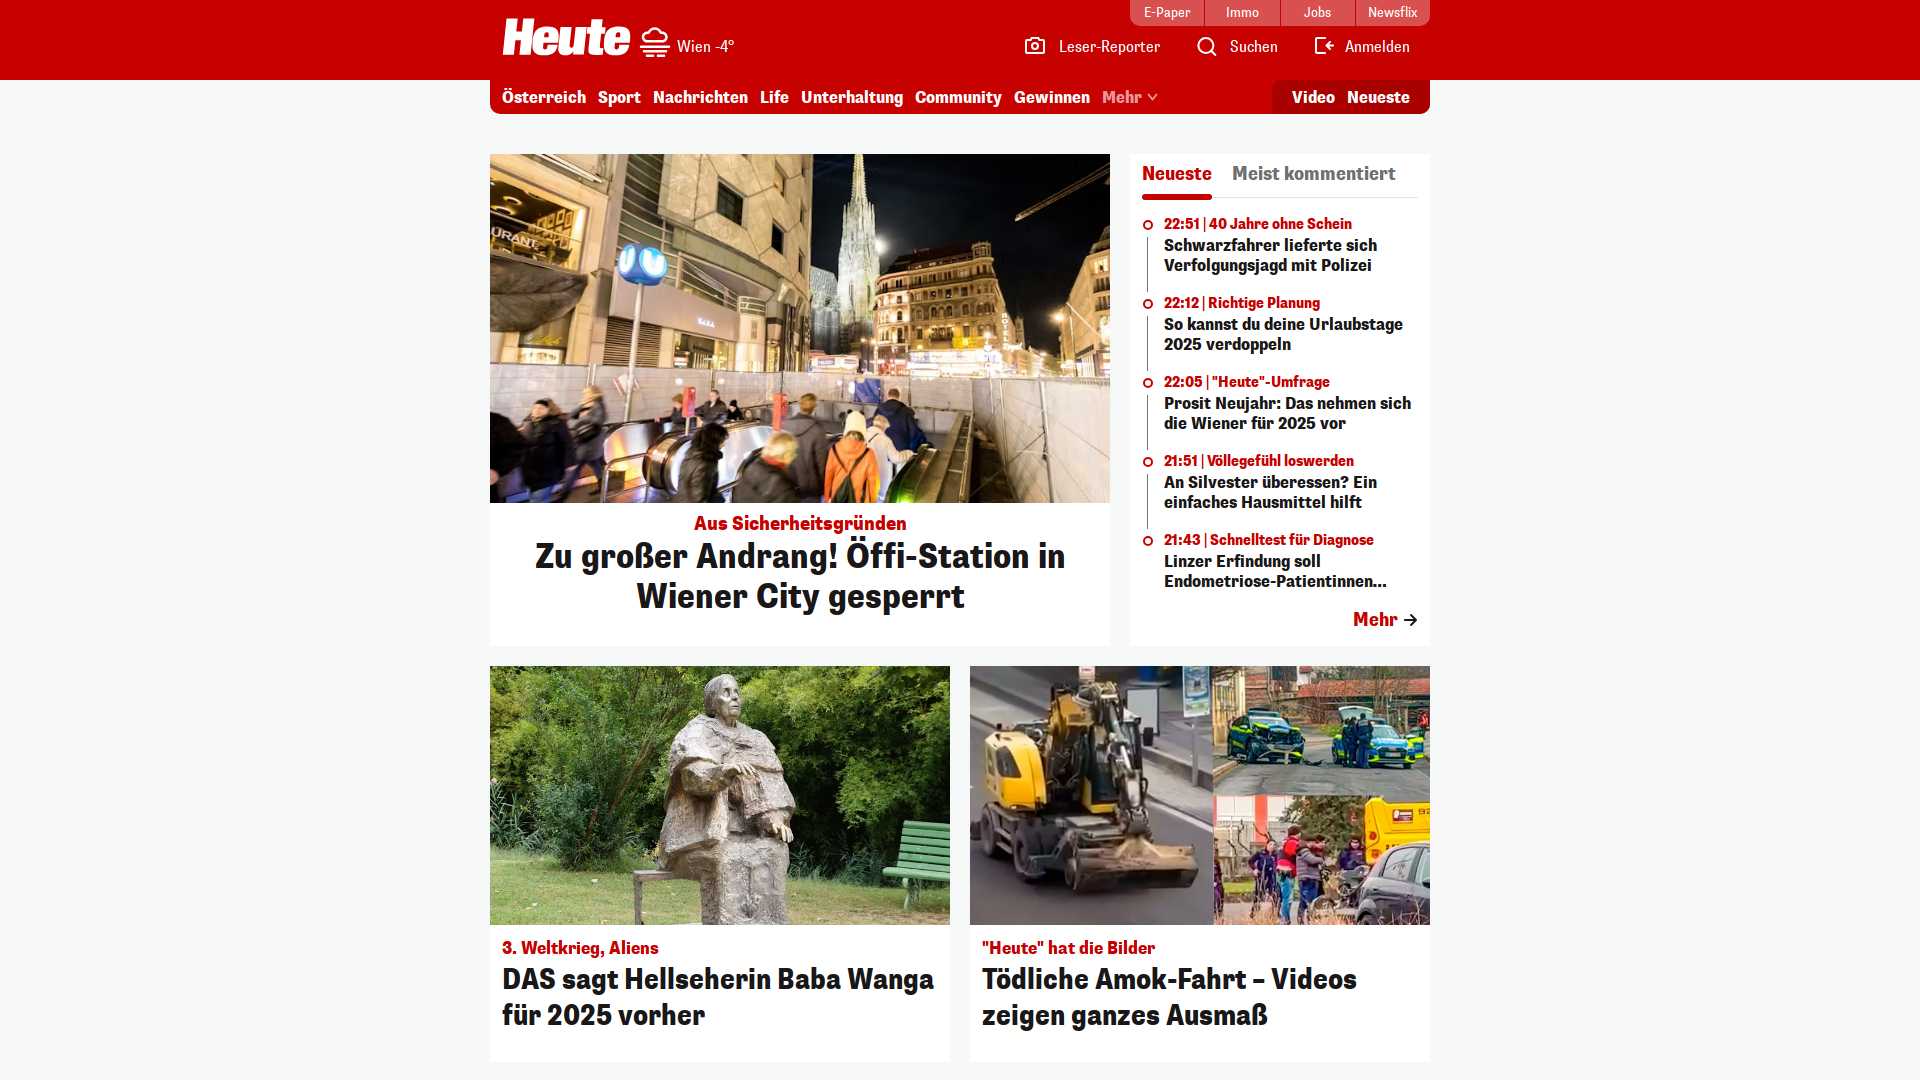 E-Paper
Immo
Jobs
Newsflix
Heute
Wien -4°
Leser-Reporter
Suchen
Anmelden
Österreich
Sport
Nachrichten
Life
Unterhaltung
Community
Gewinnen
Mehr
Video
Neueste
Aus Sicherheitsgründen
Zu großer Andrang! Öffi-Station in
Wiener City gesperrt
Neueste
Meist kommentiert
22:51 | 40 Jahre ohne Schein
Schwarzfahrer lieferte sich
Verfolgungsjagd mit Polizei
22:12 | Richtige Planung
So kannst du deine Urlaubstage
2025 verdoppeln
22:05 | "Heute"-Umfrage
Prosit Neujahr: Das nehmen sich
die Wiener für 2025 vor
21:51 | Völlegefühl loswerden
An Silvester überessen? Ein
einfaches Hausmittel hilft
21:43 | Schnelltest für Diagnose
Linzer Erfindung soll
Endometriose-Patientinnen...
Mehr
3. Weltkrieg, Aliens
DAS sagt Hellseherin Baba Wanga
für 2025 vorher
"Heute" hat die Bilder
Tödliche Amok-Fahrt – Videos
zeigen ganzes Ausmaß